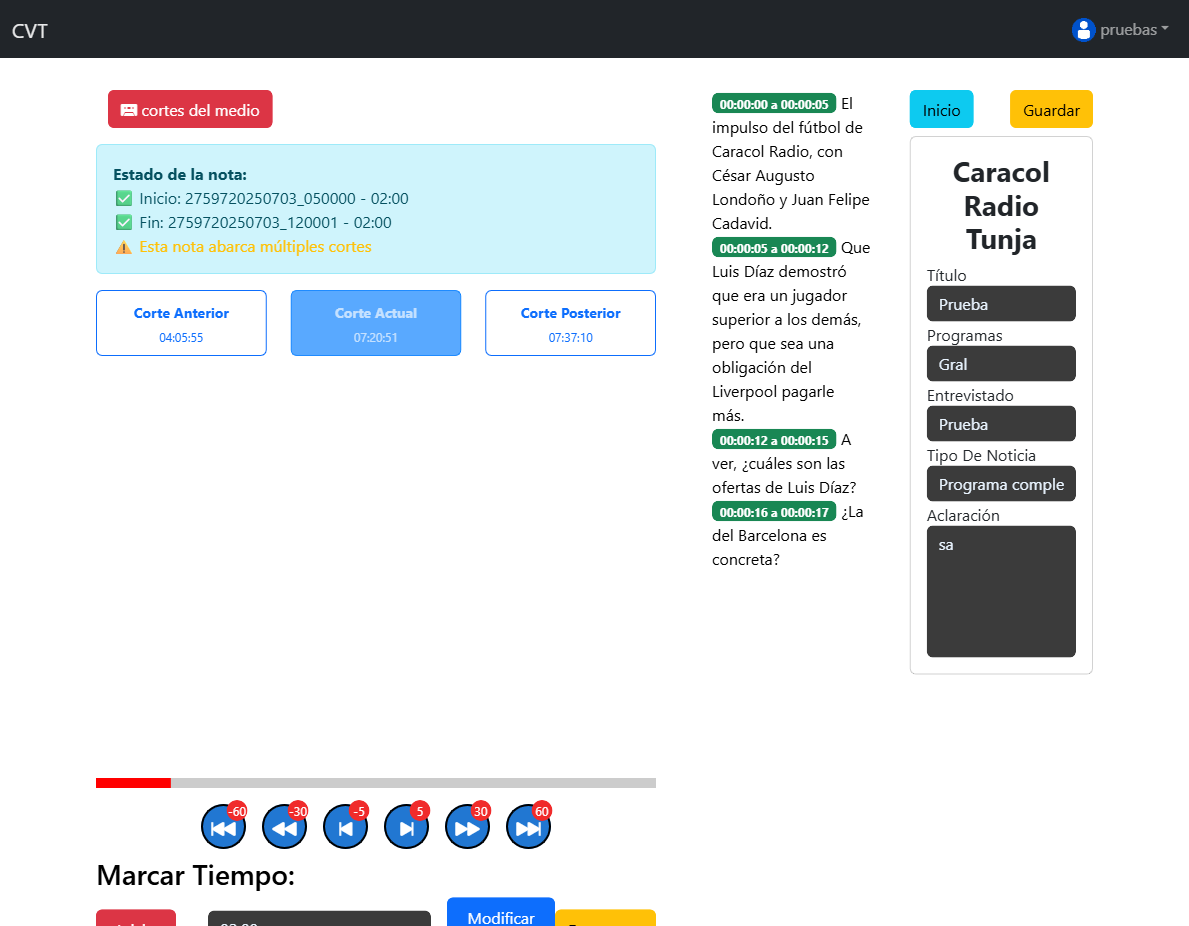 CVT
pruebas
cortes del medio
Estado de la nota:
Inicio: 2759720250703_050000 - 02:00
Fin: 2759720250703_120001 - 02:00
Esta nota abarca múltiples cortes
Corte Anterior
04:05:55
Corte Actual
07:20:51
Corte Posterior
07:37:10
-60
-30
-5
5
30
60
Marcar Tiempo:
Modificar
00:00:00 a 00:00:05 El
impulso del fútbol de
Caracol Radio, con
César Augusto
Londoño y Juan Felipe
Cadavid.
00:00:05 a 00:00:12 Que
Luis Díaz demostró
que era un jugador
superior a los demás,
pero que sea una
obligación del
Liverpool pagarle
más.
00:00:12 a 00:00:15 A
ver, ¿cuáles son las
ofertas de Luis Díaz?
00:00:16 a 00:00:17 ¿La
del Barcelona es
concreta?
Inicio
Guardar
Caracol
Radio
Tunja
Título
Prueba
Programas
Gral
Entrevistado
Prueba
Tipo De Noticia
Programa comple
Aclaración
sa